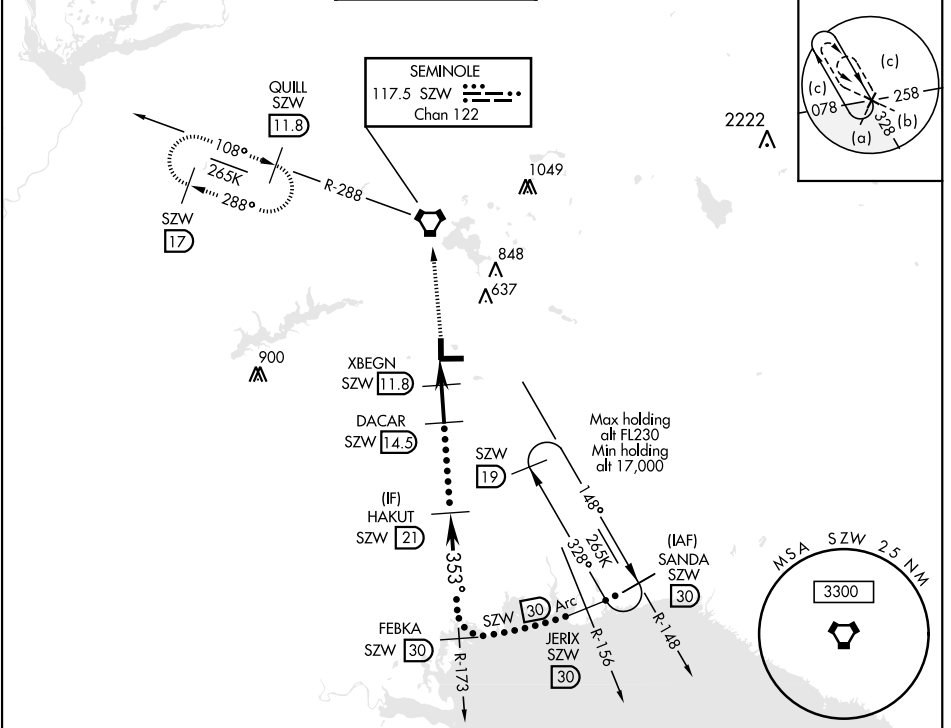 SEMINOLE
117.5 SZW
Chan 122
QUILL
SZW
11.8
108°
265K
288°
R-288
SZW
17
1049
2222
848
637
900
(c)
(c)
078
258
(b)
(a)
328
XBEGN
SZW 11.8
DACAR
SZW 14.5
(IF)
HAKUT
SZW 21
353°
FEBKA
SZW 30
R-173
SZW 30 Arc
JERIX
SZW
30
R-156
SZW
19
Max holding
alt FL230
Min holding
alt 17,000
148°
265K
328°
(IAF)
SANDA
SZW
30
R-148
MSA SZW 25 NM
3300